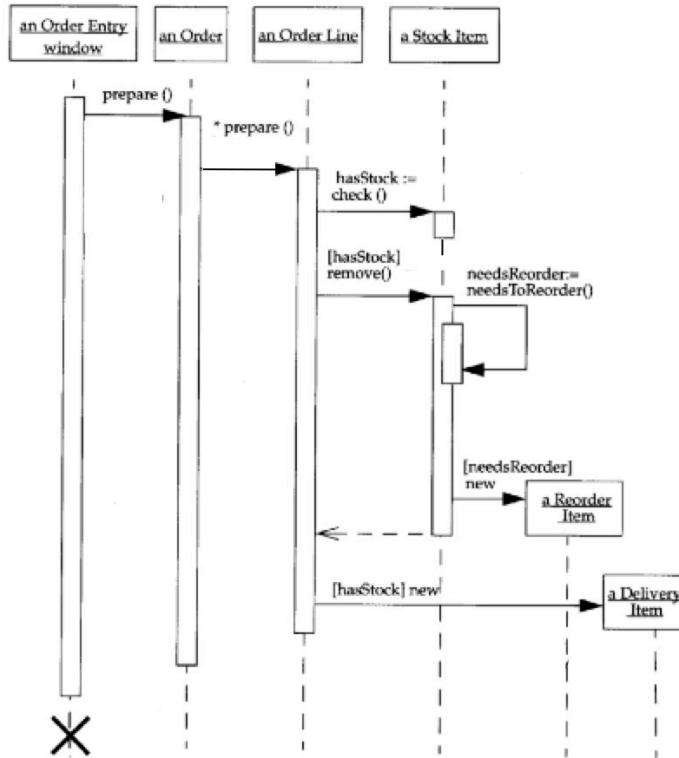 an Order Entry
window
an Order
an Order Line
a Stock Item
prepare ()
* prepare ()
hasStock :=
check ()
[hasStock]
remove()
needsReorder:=
needsToReorder()
[needsReorder]
new
a Reorder
Item
[hasStock] new
a Delivery
Item